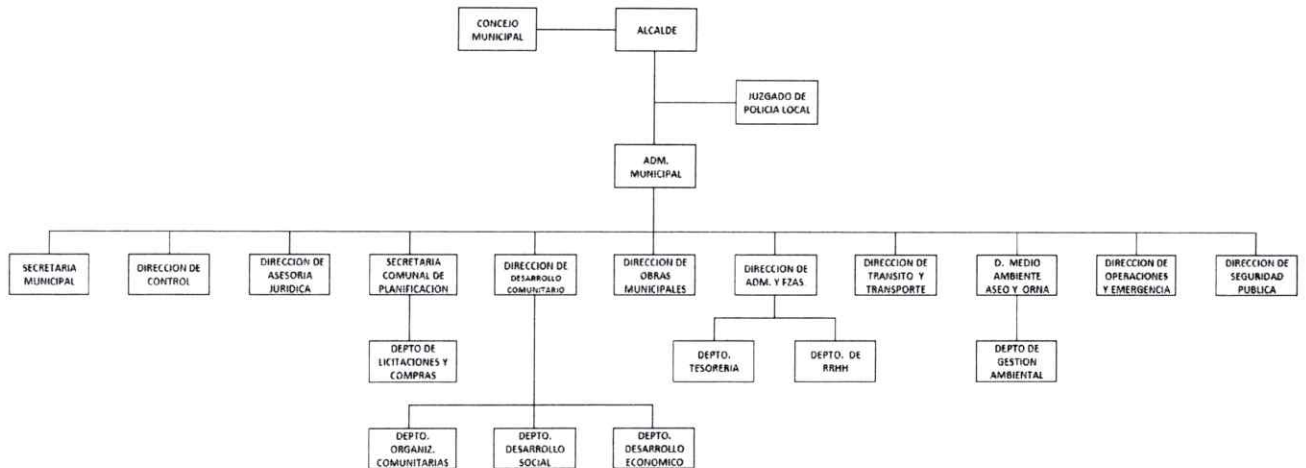 CONCEJO
MUNICIPAL
ALCALDE
JUZGADO DE
POLICIA LOCAL
ADM.
MUNICIPAL
SECRETARIA
MUNICIPAL
DIRECCION DE
CONTROL
DIRECCION DE
ASESORIA
JURIDICA
SECRETARIA
COMUNAL DE
PLANIFICACION
DIRECCION DE
DESARROLLO
COMUNITARIO
DIRECCION DE
OBRAS
MUNICIPALES
DIRECCION DE
ADM. Y FZAS.
DIRECCION DE
TRANSITO Y
TRANSPORTE
D. MEDIO
AMBIENTE
ASEO Y ORNA
DIRECCION DE
OPERACIONES
Y EMERGENCIA
DIRECCION DE
SEGURIDAD
PUBLICA
DEPTO DE
LICITACIONES Y
COMPRAS
DEPTO.
TESORERIA
DEPTO. DE
RRHH
DEPTO DE
GESTION
AMBIENTAL
DEPTO.
ORGANIZ.
COMUNITARIAS
DEPTO.
DESARROLLO
SOCIAL
DEPTO.
DESARROLLO
ECONOMICO